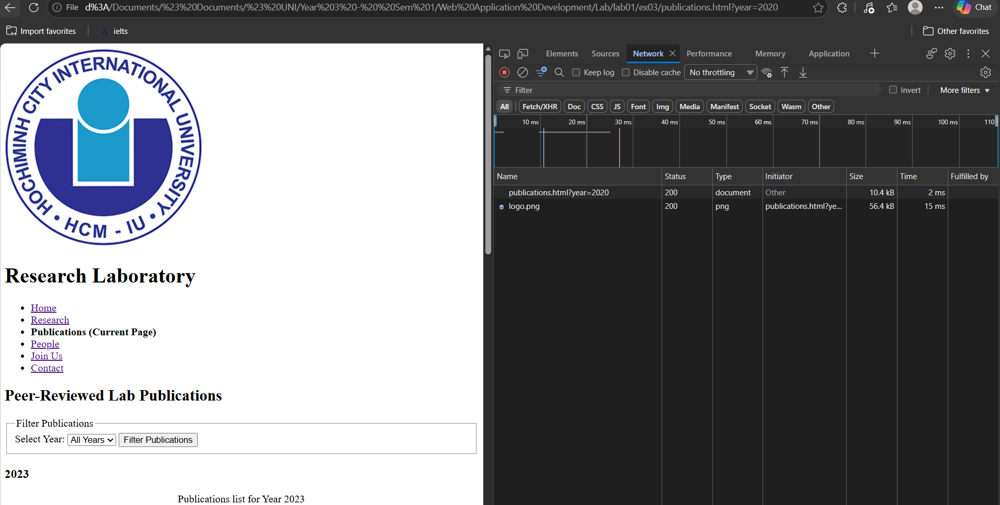 File d%3A/Documents/%23%20Documents/%23%20UNI/Year%203%20-%20%20Sem%201/Web%20Application%20Development/Lab/lab01/ex03/publications.html?year=2020
Chat
Import favorites
ielts
Other favorites
HOCHIMINH CITY INTERNATIONAL UNIVERSITY • HCM - IU •
Research Laboratory
Home
Research
Publications (Current Page)
People
Join Us
Contact
Peer-Reviewed Lab Publications
Filter Publications
Select Year: All Years Filter Publications
2023
Publications list for Year 2023
Elements Sources Network Performance Memory Application
Keep log Disable cache No throttling
Filter Invert More filters
All Fetch/XHR Doc CSS JS Font Img Media Manifest Socket Wasm Other
10 ms 20 ms 30 ms 40 ms 50 ms 60 ms 70 ms 80 ms 90 ms 100 ms 110
Name Status Type Initiator Size Time Fulfilled by
publications.html?year=2020 200 document Other 10.4 kB 2 ms
logo.png 200 png publications.html?ye... 56.4 kB 15 ms